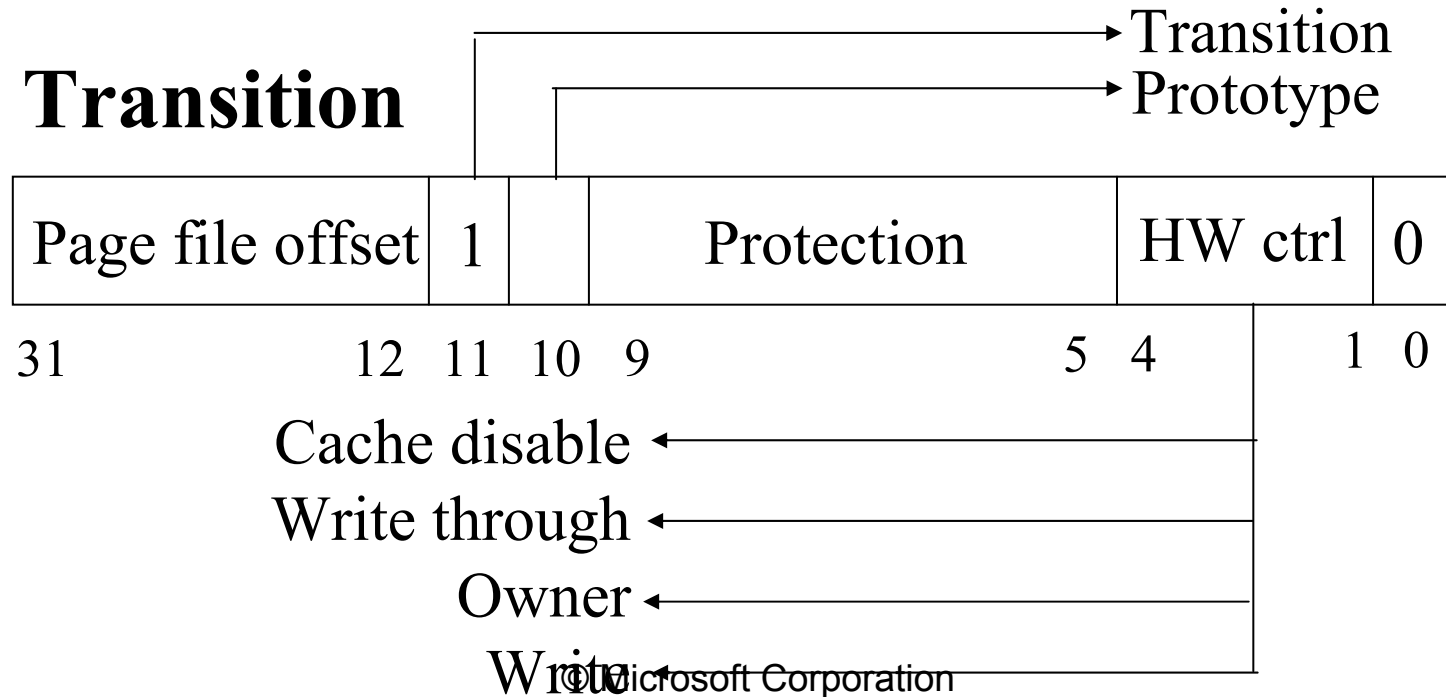 Transition
Prototype
Transition
Page file offset 1 Protection HW ctrl 0
31 12 11 10 9 5 4 1 0
Cache disable
Write through
Owner
Write
© Microsoft Corporation